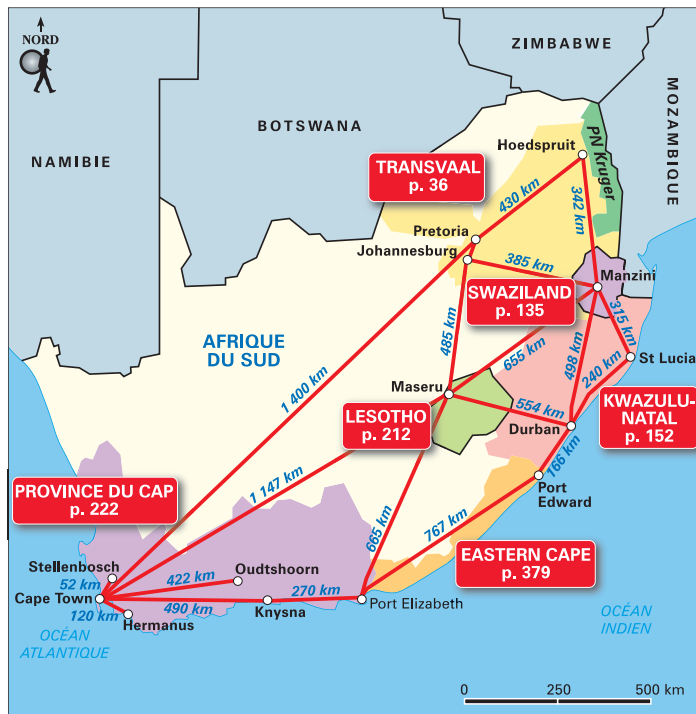 NORD
ZIMBABWE
MOZAMBIQUE
BOTSWANA
NAMIBIE
Hoedspruit
PN Kruger
TRANSVAAL
p. 36
430 km
342 km
Pretoria
Johannesburg
385 km
Manzini
SWAZILAND
p. 135
315 km
AFRIQUE
DU SUD
485 km
655 km
498 km
St Lucia
240 km
1 400 km
Maseru
554 km
KWAZULU-
NATAL
p. 152
LESOTHO
p. 212
Durban
166 km
1 147 km
PROVINCE DU CAP
p. 222
Port
Edward
665 km
767 km
EASTERN CAPE
p. 379
Stellenbosch
52 km
422 km
Oudtshoorn
270 km
Cape Town
490 km
Knysna
Port Elizabeth
120 km
Hermanus
OCÉAN
ATLANTIQUE
OCÉAN
INDIEN
0 250 500 km